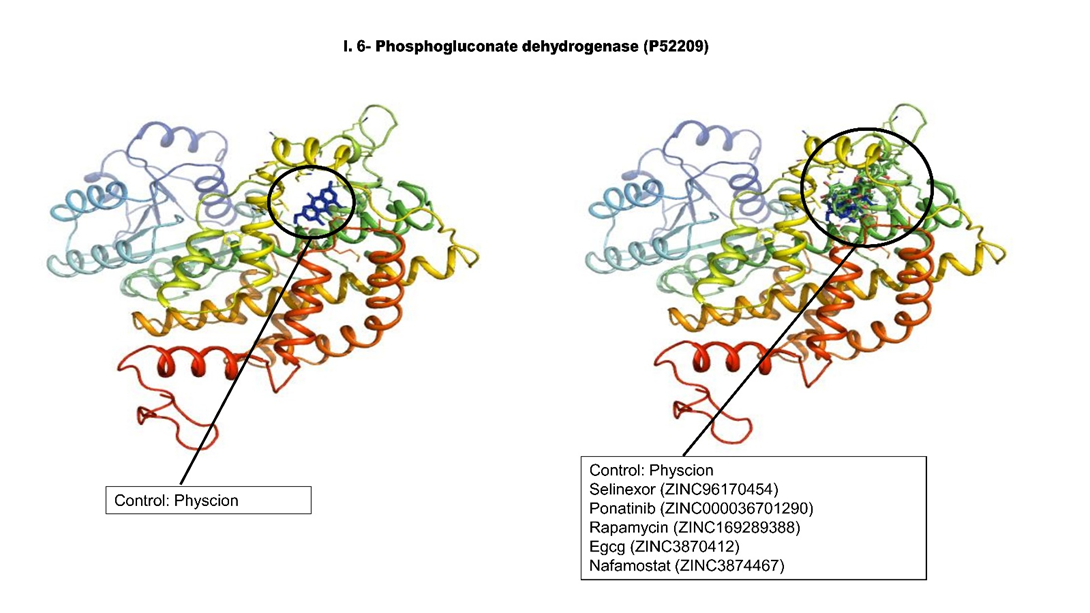 I. 6- Phosphogluconate dehydrogenase (P52209)
Control: Physcion
Control: Physcion
Selinexor (ZINC96170454)
Ponatinib (ZINC000036701290)
Rapamycin (ZINC169289388)
Egcg (ZINC3870412)
Nafamostat (ZINC3874467)